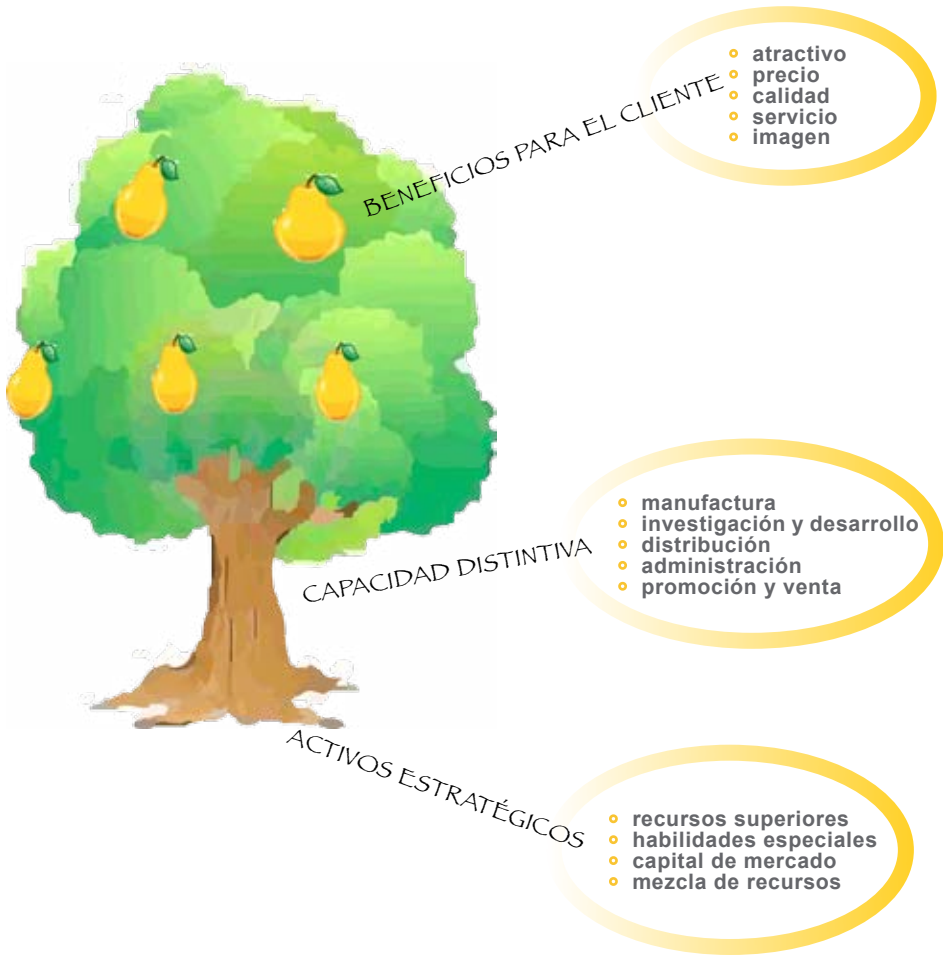 atractivo
precio
calidad
servicio
imagen
BENEFICIOS PARA EL CLIENTE
manufactura
investigación y desarrollo
distribución
administración
promoción y venta
CAPACIDAD DISTINTIVA
ACTIVOS ESTRATÉGICOS
recursos superiores
habilidades especiales
capital de mercado
mezcla de recursos